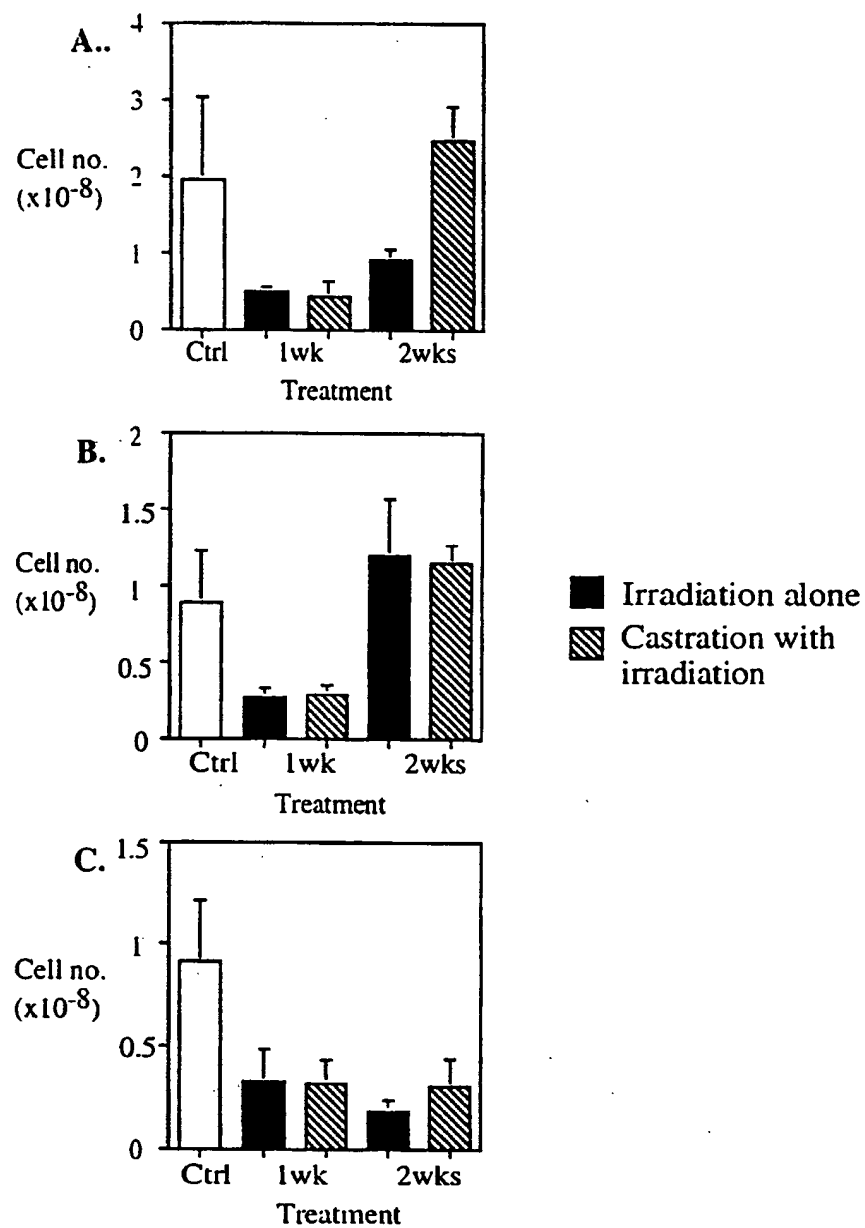 A..
4
3
2
1
0
Cell no.
(x10-8)
Ctrl 1wk 2wks
Treatment
B.
2
1.5
1
0.5
0
Cell no.
(x10-8)
Ctrl 1wk 2wks
Treatment
Irradiation alone
Castration with
irradiation
C.
1.5
1
0.5
0
Cell no.
(x10-8)
Ctrl 1wk 2wks
Treatment